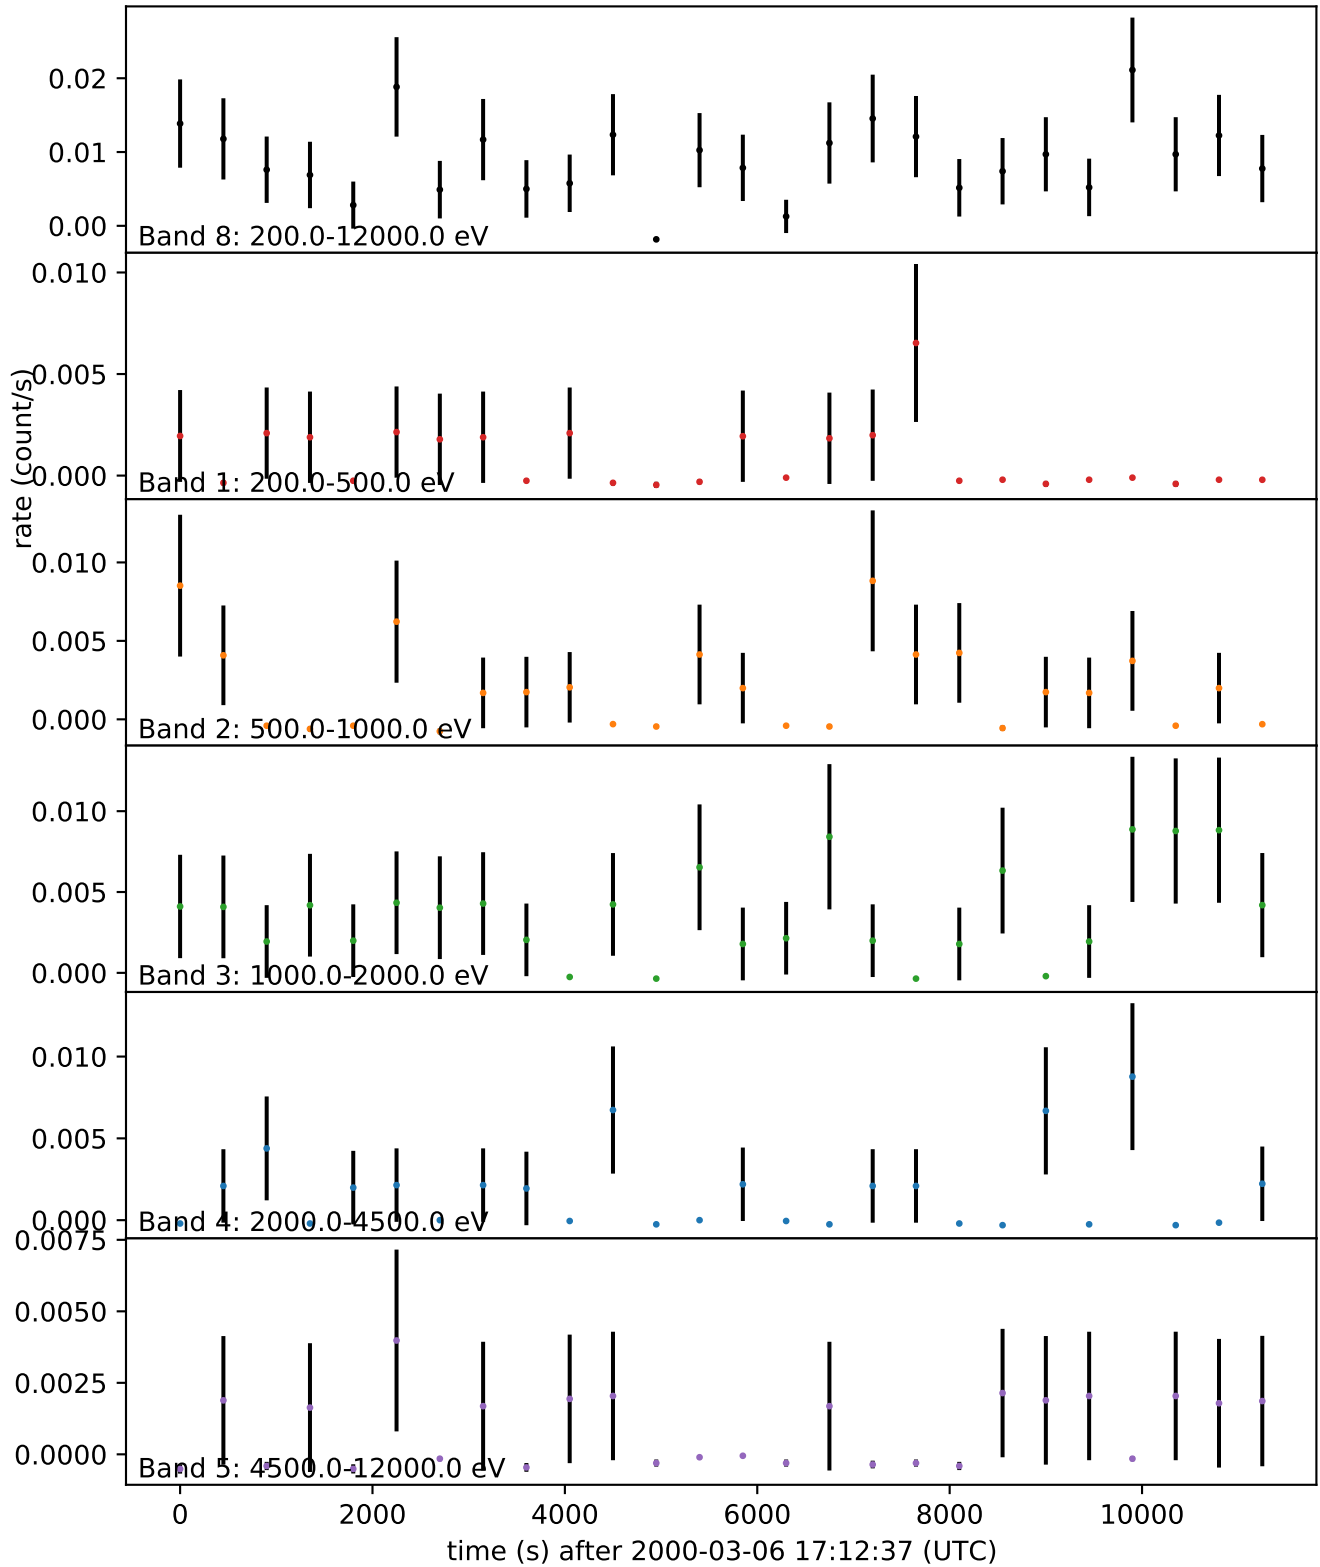 0.02
0.01
0.00
Band 8: 200.0-12000.0 eV
0.010
0.005
0.000
Band 1: 200.0-500.0 eV
rate (count/s)
0.010
0.005
0.000
Band 2: 500.0-1000.0 eV
0.010
0.005
0.000
Band 3: 1000.0-2000.0 eV
0.010
0.005
0.000
Band 4: 2000.0-4500.0 eV
0.0075
0.0050
0.0025
0.0000
Band 5: 4500.0-12000.0 eV
0 2000 4000 6000 8000 10000
time (s) after 2000-03-06 17:12:37 (UTC)